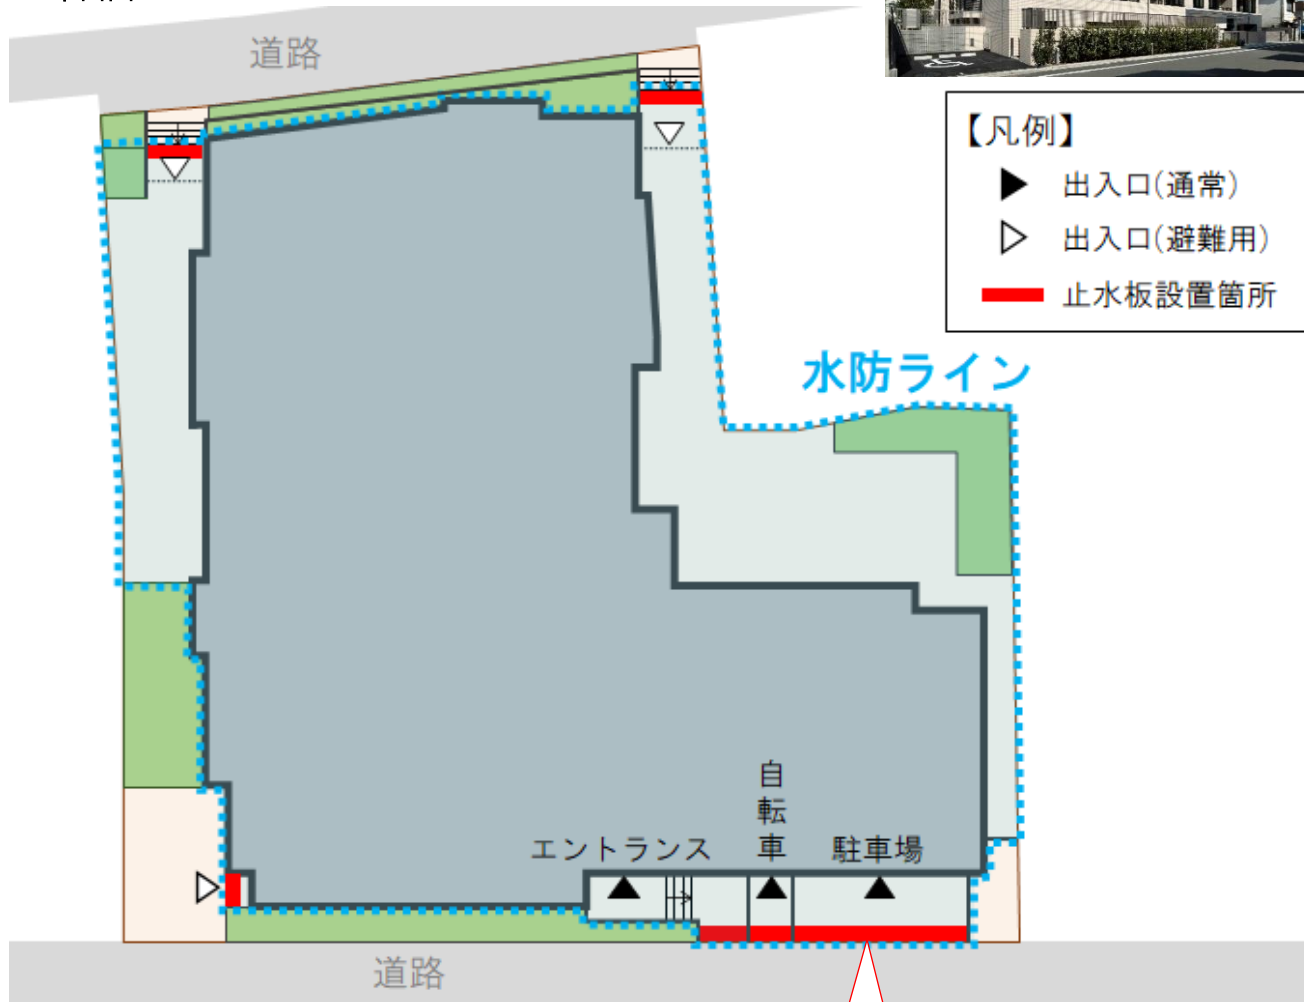 道路
【凡例】
出入口(通常)
出入口(避難用)
止水板設置箇所
水防ライン
自転車
エントランス
駐車場
道路